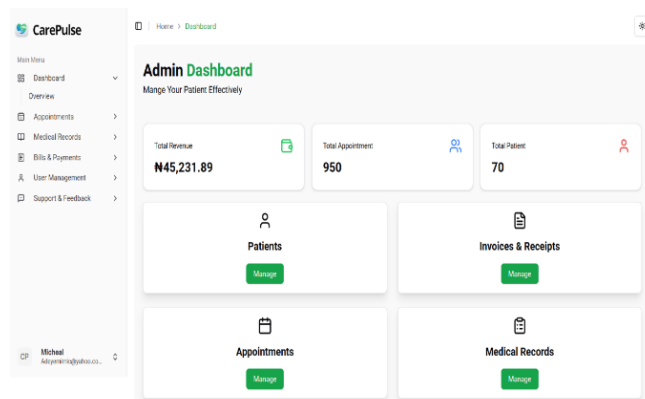 CarePulse
Home > Dashboard
Main Menu
Dashboard
Overview
Appointments
Medical Records
Bills & Payments
User Management
Support & Feedback
CP
Micheal
Admin Dashboard
Mange Your Patient Effectively
Total Revenue
₦45,231.89
Total Appointment
950
Total Patient
70
Patients
Manage
Invoices & Receipts
Manage
Appointments
Manage
Medical Records
Manage